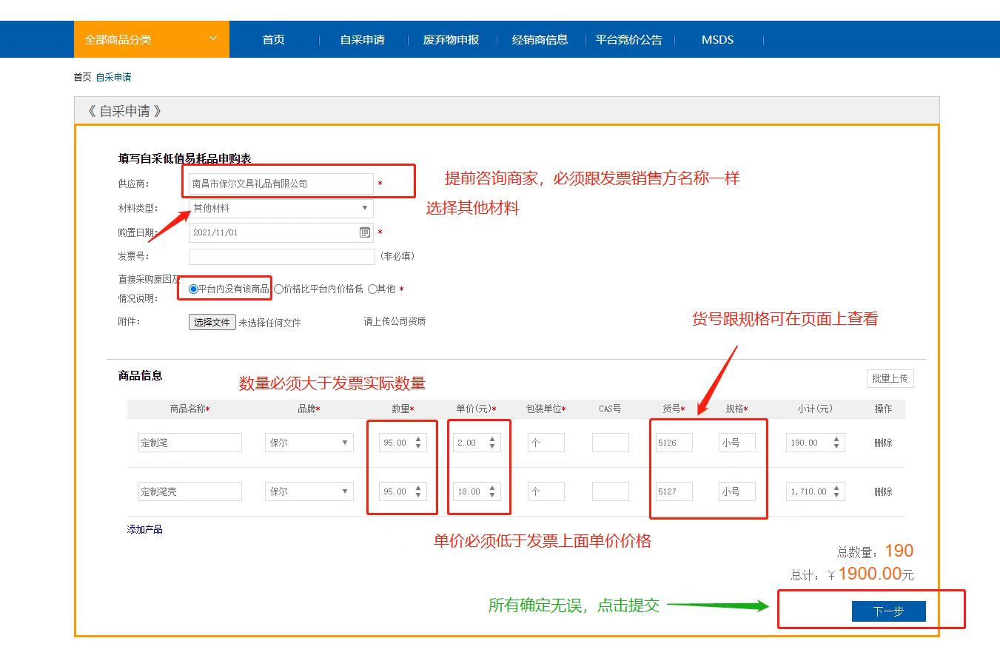 全部商品分类 首页 自采申请 废弃物申报 经销商信息 平台竞价公告 MSDS
首页 自采申请
《 自采申请 》
填写自采低值易耗品申购表
供应商： 南昌市保尔文具礼品有限公司 * 提前咨询商家，必须跟发票销售方名称一样
材料类型： 其他材料 选择其他材料
购置日期： 2021/11/01 *
发票号： (非必填)
直接采购原因及
情况说明： 平台内没有该商品 价格比平台内价格低 其他 *
附件： 选择文件 未选择任何文件 请上传公司资质
货号跟规格可在页面上查看
商品信息 批量上传
数量必须大于发票实际数量
商品名称* 品牌* 数量* 单价(元)* 包装单位* CAS号 货号* 规格* 小计(元) 操作
定制笔 保尔 95.00 2.00 个 5126 小号 190.00 删除
定制笔壳 保尔 95.00 18.00 个 5127 小号 1,710.00 删除
添加产品
单价必须低于发票上面单价价格
总数量：190
总计：￥1900.00元
所有确定无误，点击提交
下一步